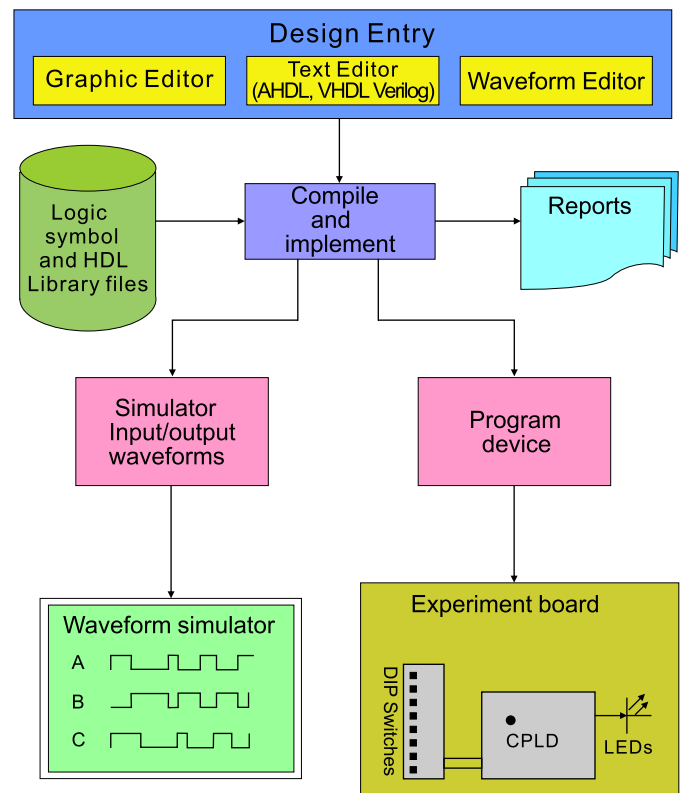 Design Entry
Graphic Editor
Text Editor
(AHDL, VHDL Verilog)
Waveform Editor
Logic
symbol
and HDL
Library files
Compile
and
implement
Reports
Simulator
Input/output
waveforms
Program
device
Waveform simulator
A
B
C
Experiment board
DIP Switches
CPLD
LEDs